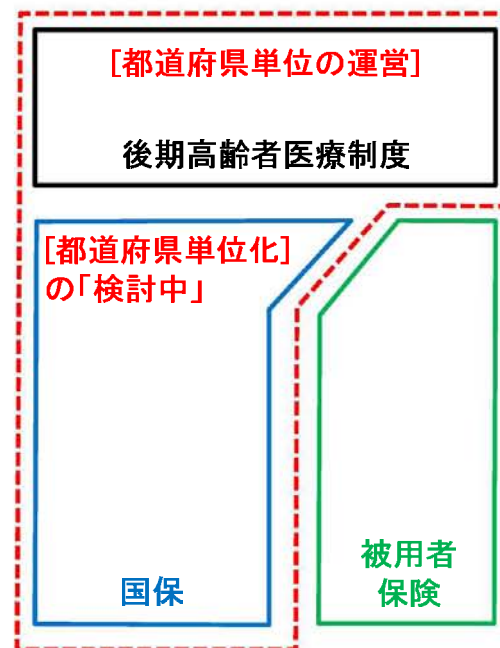 [都道府県単位の運営]
後期高齢者医療制度
[都道府県単位化]
の「検討中」
国保
被用者
保険